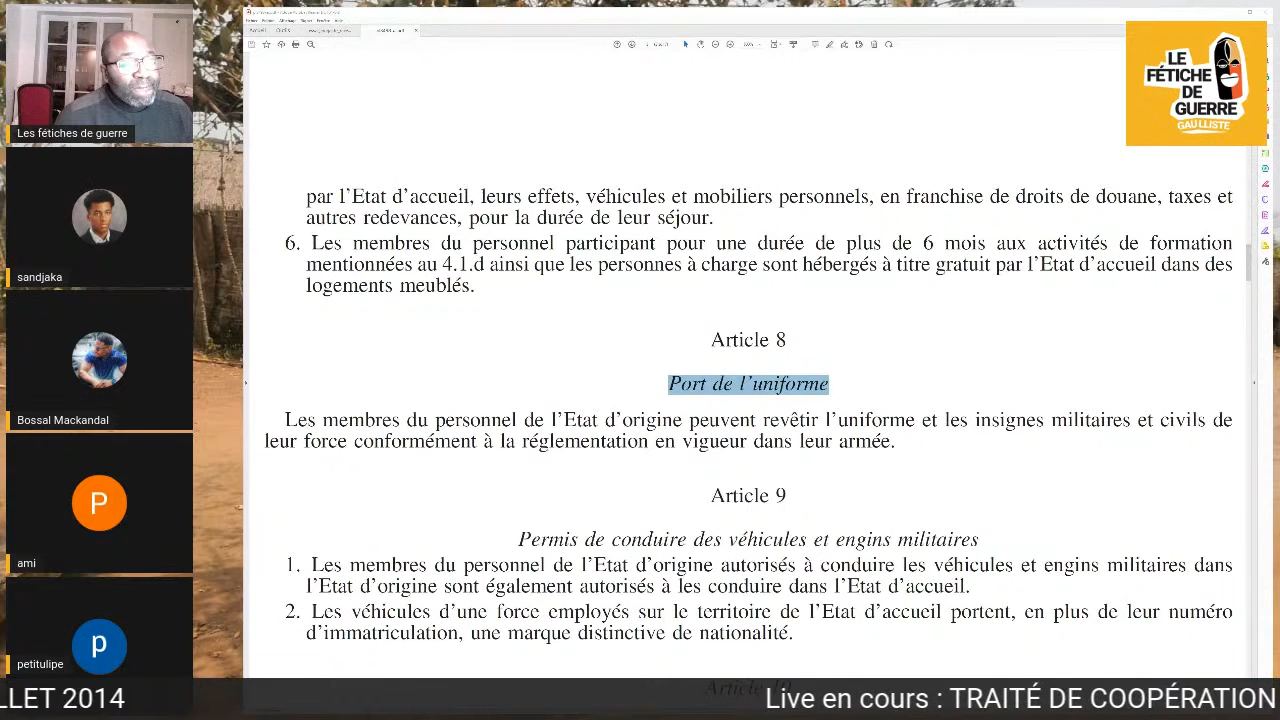 Les fétiches de guerre
sandjaka
Bossal Mackandal
P
ami
p
petitulipe
LE
FÉTICHE
DE
GUERRE
GAULLISTE
par l’Etat d’accueil, leurs effets, véhicules et mobiliers personnels, en franchise de droits de douane, taxes et
autres redevances, pour la durée de leur séjour.
6. Les membres du personnel participant pour une durée de plus de 6 mois aux activités de formation
mentionnées au 4.1.d ainsi que les personnes à charge sont hébergés à titre gratuit par l’Etat d’accueil dans des
logements meublés.
Article 8
Port de l’uniforme
Les membres du personnel de l’Etat d’origine peuvent revêtir l’uniforme et les insignes militaires et civils de
leur force conformément à la réglementation en vigueur dans leur armée.
Article 9
Permis de conduire des véhicules et engins militaires
1. Les membres du personnel de l’Etat d’origine autorisés à conduire les véhicules et engins militaires dans
l’Etat d’origine sont également autorisés à les conduire dans l’Etat d’accueil.
2. Les véhicules d’une force employés sur le territoire de l’Etat d’accueil portent, en plus de leur numéro
d’immatriculation, une marque distinctive de nationalité.
Article 10
LLET 2014
Live en cours : TRAITÉ DE COOPÉRATION